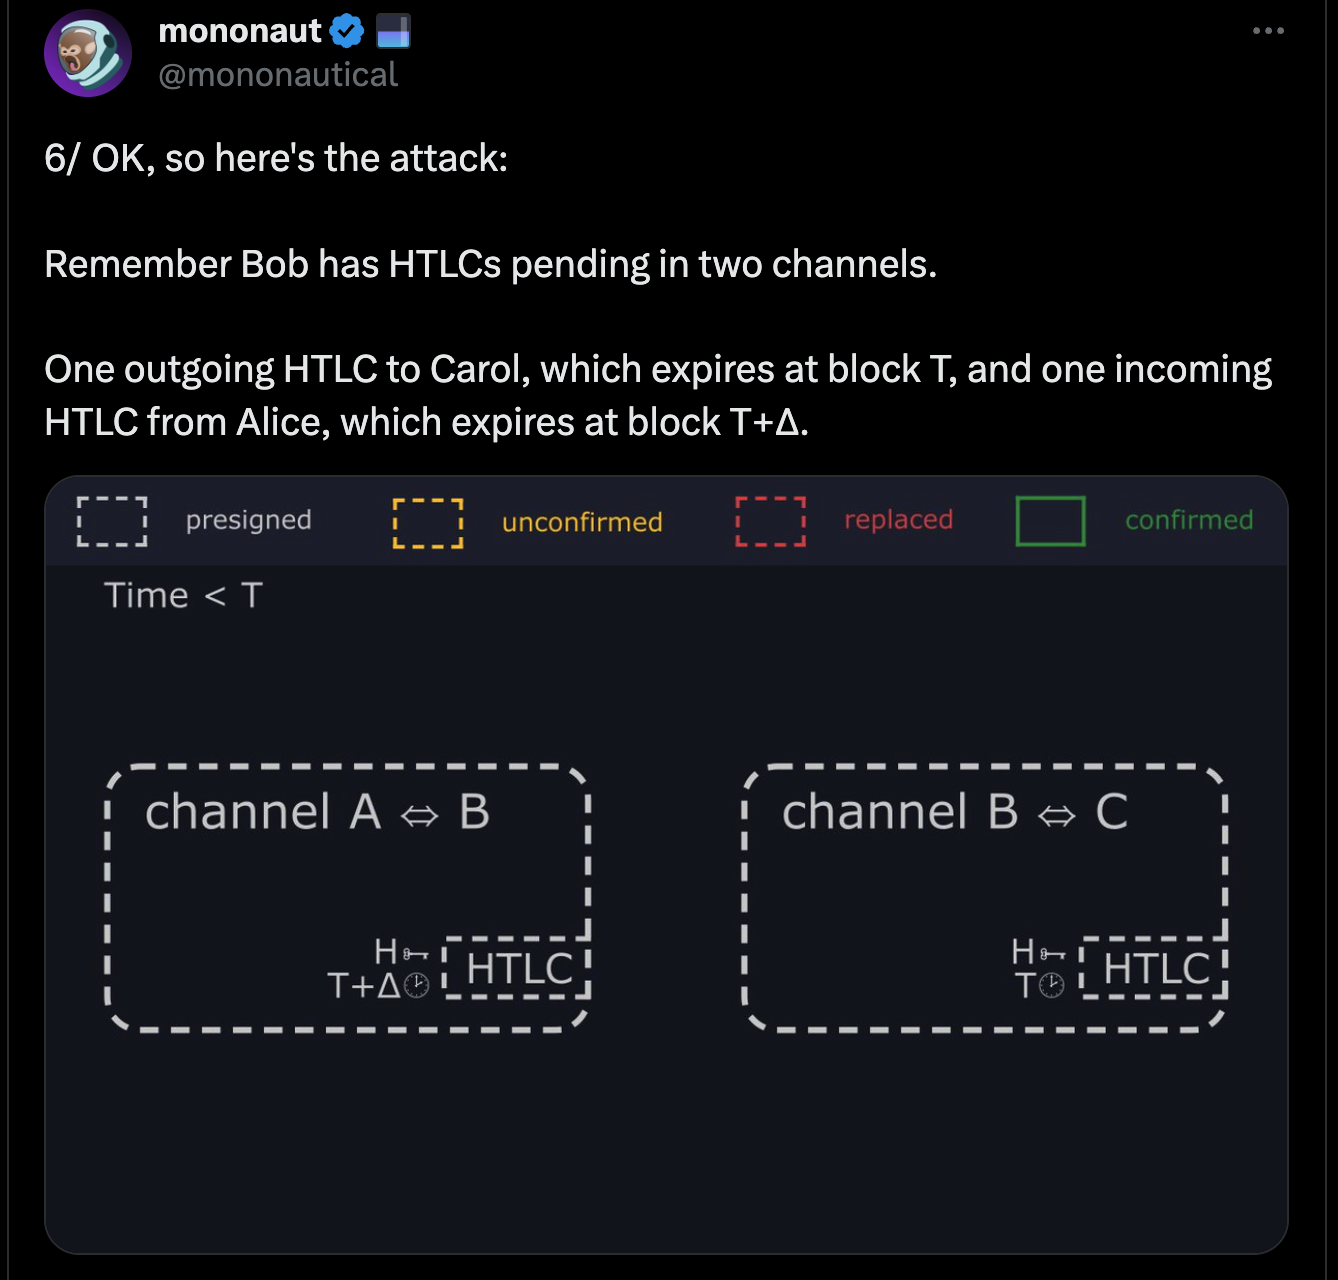 mononaut
@mononautical
6/ OK, so here's the attack:
Remember Bob has HTLCs pending in two channels.
One outgoing HTLC to Carol, which expires at block T, and one incoming
HTLC from Alice, which expires at block T+Δ.
presigned unconfirmed replaced confirmed
Time < T
channel A ⇔ B
H
T+Δ
HTLC
channel B ⇔ C
H
T
HTLC